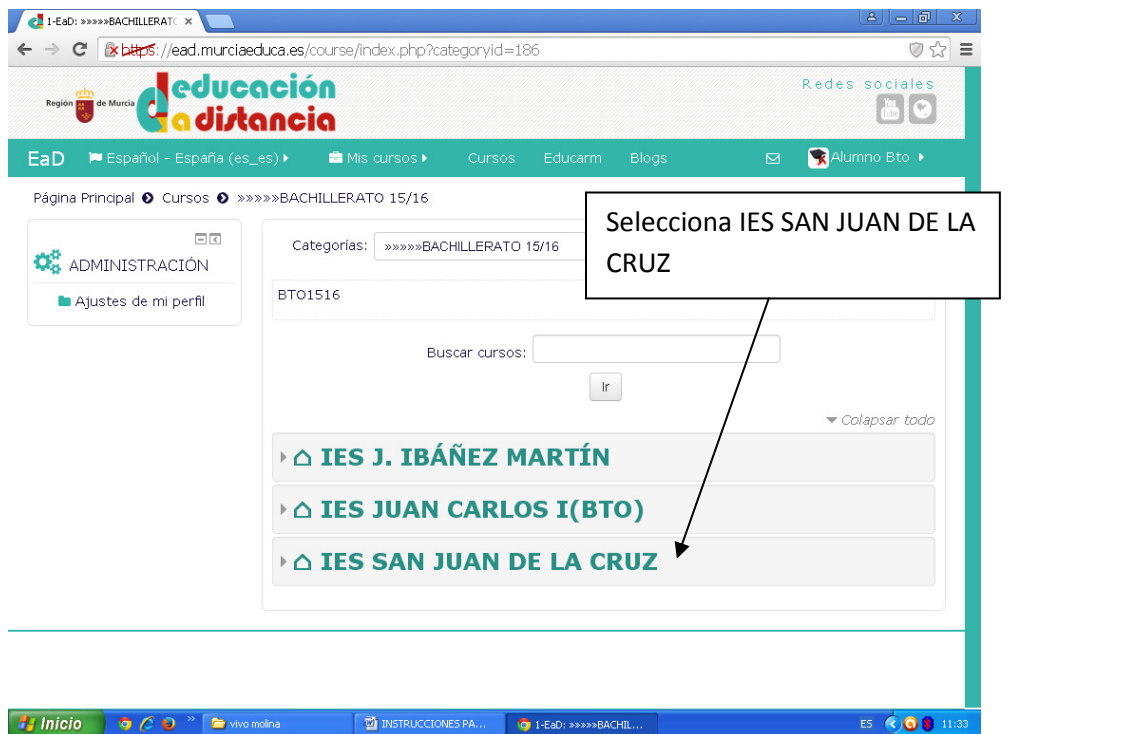 1-EaD: »»»»»BACHILLERATO
https://ead.murciaeduca.es/course/index.php?categoryid=186
Región de Murcia
educación
a distancia
Redes sociales
You Tube
EaD Español - España (es_es) Mis cursos Cursos Educarm Blogs Alumno Bto
Página Principal Cursos »»»»»BACHILLERATO 15/16
Selecciona IES SAN JUAN DE LA
CRUZ
ADMINISTRACIÓN
Ajustes de mi perfil
Categorías: »»»»»BACHILLERATO 15/16
BTO1516
Buscar cursos:
Ir
Colapsar todo
IES J. IBÁÑEZ MARTÍN
IES JUAN CARLOS I(BTO)
IES SAN JUAN DE LA CRUZ
Inicio » vivo molina INSTRUCCIONES PA... 1-EaD: »»»»»BACHIL... ES 11:33